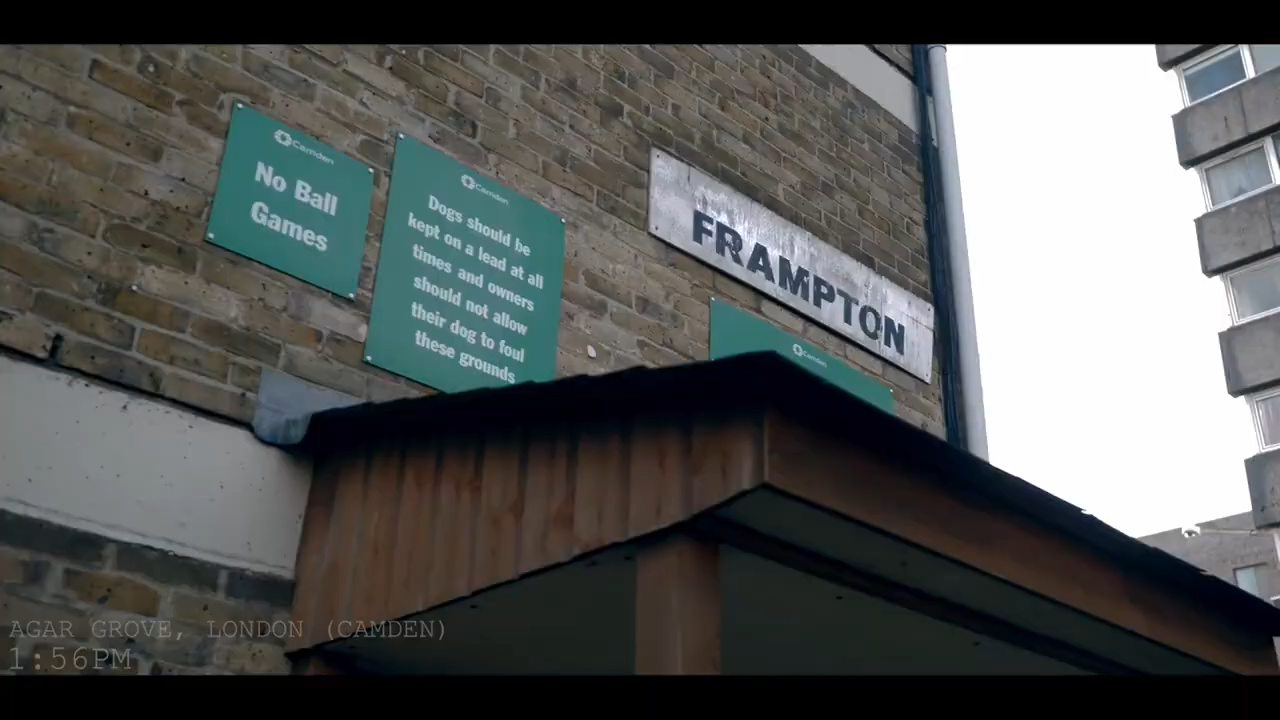 Camden
No Ball
Games
Camden
Dogs should be
kept on a lead at all
times and owners
should not allow
their dog to foul
these grounds
FRAMPTON
Camden
AGAR GROVE, LONDON (CAMDEN)
1:56PM